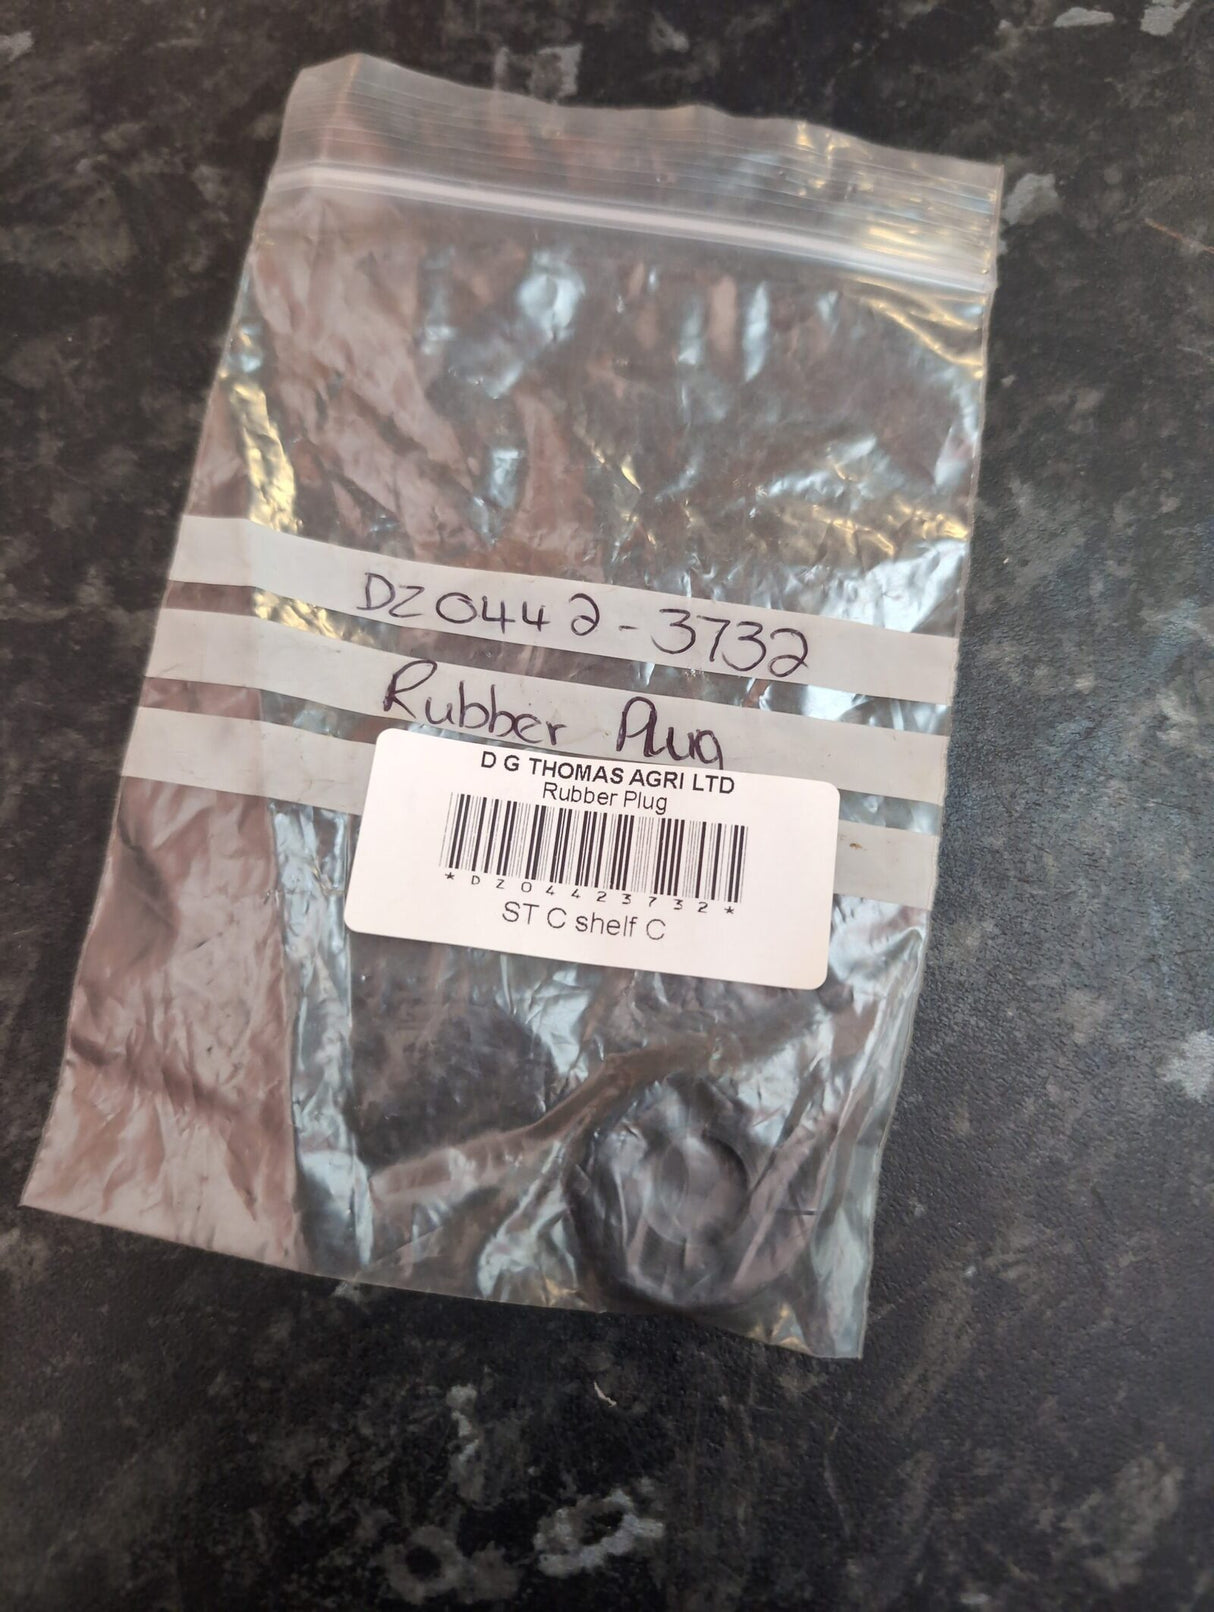 DZ0442-3732
Rubber Plug
D G THOMAS AGRI LTD
Rubber Plug
*DZ04423732*
ST C shelf C